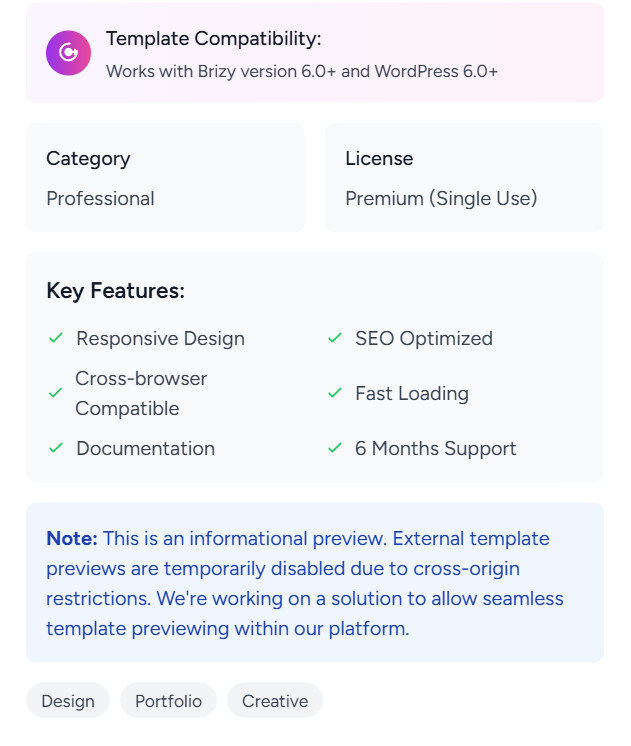 Template Compatibility:
Works with Brizy version 6.0+ and WordPress 6.0+
Category
Professional
License
Premium (Single Use)
Key Features:
Responsive Design
SEO Optimized
Cross-browser
Compatible
Fast Loading
Documentation
6 Months Support
Note: This is an informational preview. External template
previews are temporarily disabled due to cross-origin
restrictions. We're working on a solution to allow seamless
template previewing within our platform.
Design
Portfolio
Creative